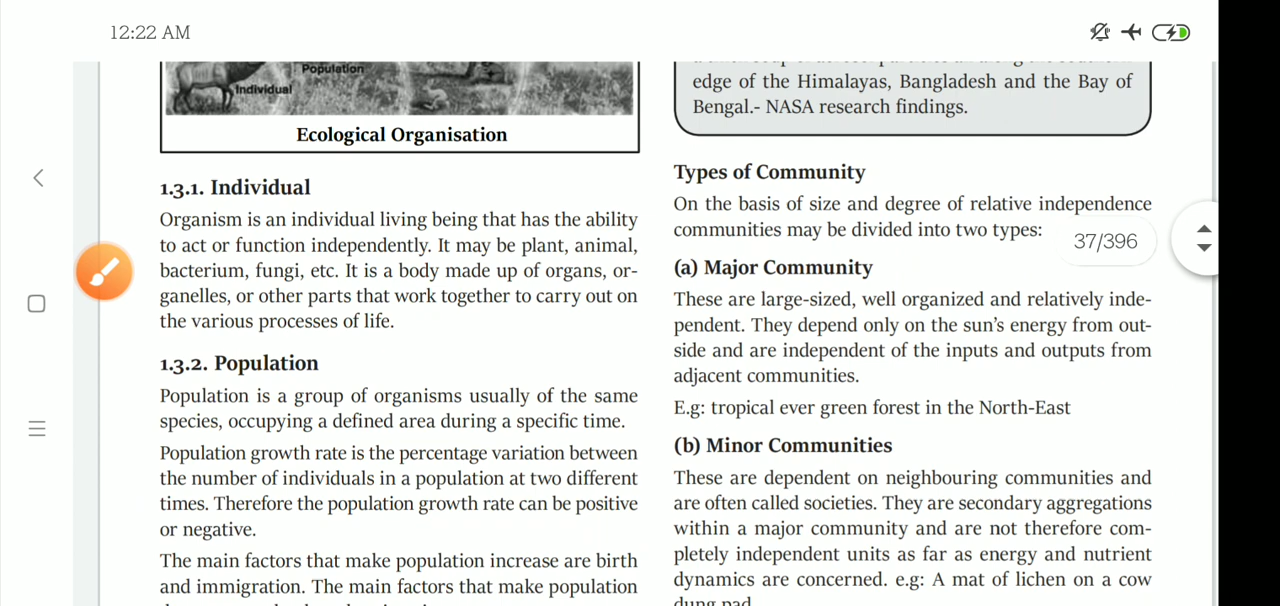 12:22 AM
Population
Individual
Ecological Organisation
1.3.1. Individual
Organism is an individual living being that has the ability
to act or function independently. It may be plant, animal,
bacterium, fungi, etc. It is a body made up of organs, or-
ganelles, or other parts that work together to carry out on
the various processes of life.
1.3.2. Population
Population is a group of organisms usually of the same
species, occupying a defined area during a specific time.
Population growth rate is the percentage variation between
the number of individuals in a population at two different
times. Therefore the population growth rate can be positive
or negative.
The main factors that make population increase are birth
and immigration. The main factors that make population
edge of the Himalayas, Bangladesh and the Bay of
Bengal.- NASA research findings.
Types of Community
On the basis of size and degree of relative independence
communities may be divided into two types:
37/396
(a) Major Community
These are large-sized, well organized and relatively inde-
pendent. They depend only on the sun's energy from out-
side and are independent of the inputs and outputs from
adjacent communities.
E.g: tropical ever green forest in the North-East
(b) Minor Communities
These are dependent on neighbouring communities and
are often called societies. They are secondary aggregations
within a major community and are not therefore com-
pletely independent units as far as energy and nutrient
dynamics are concerned. e.g: A mat of lichen on a cow
dung pad